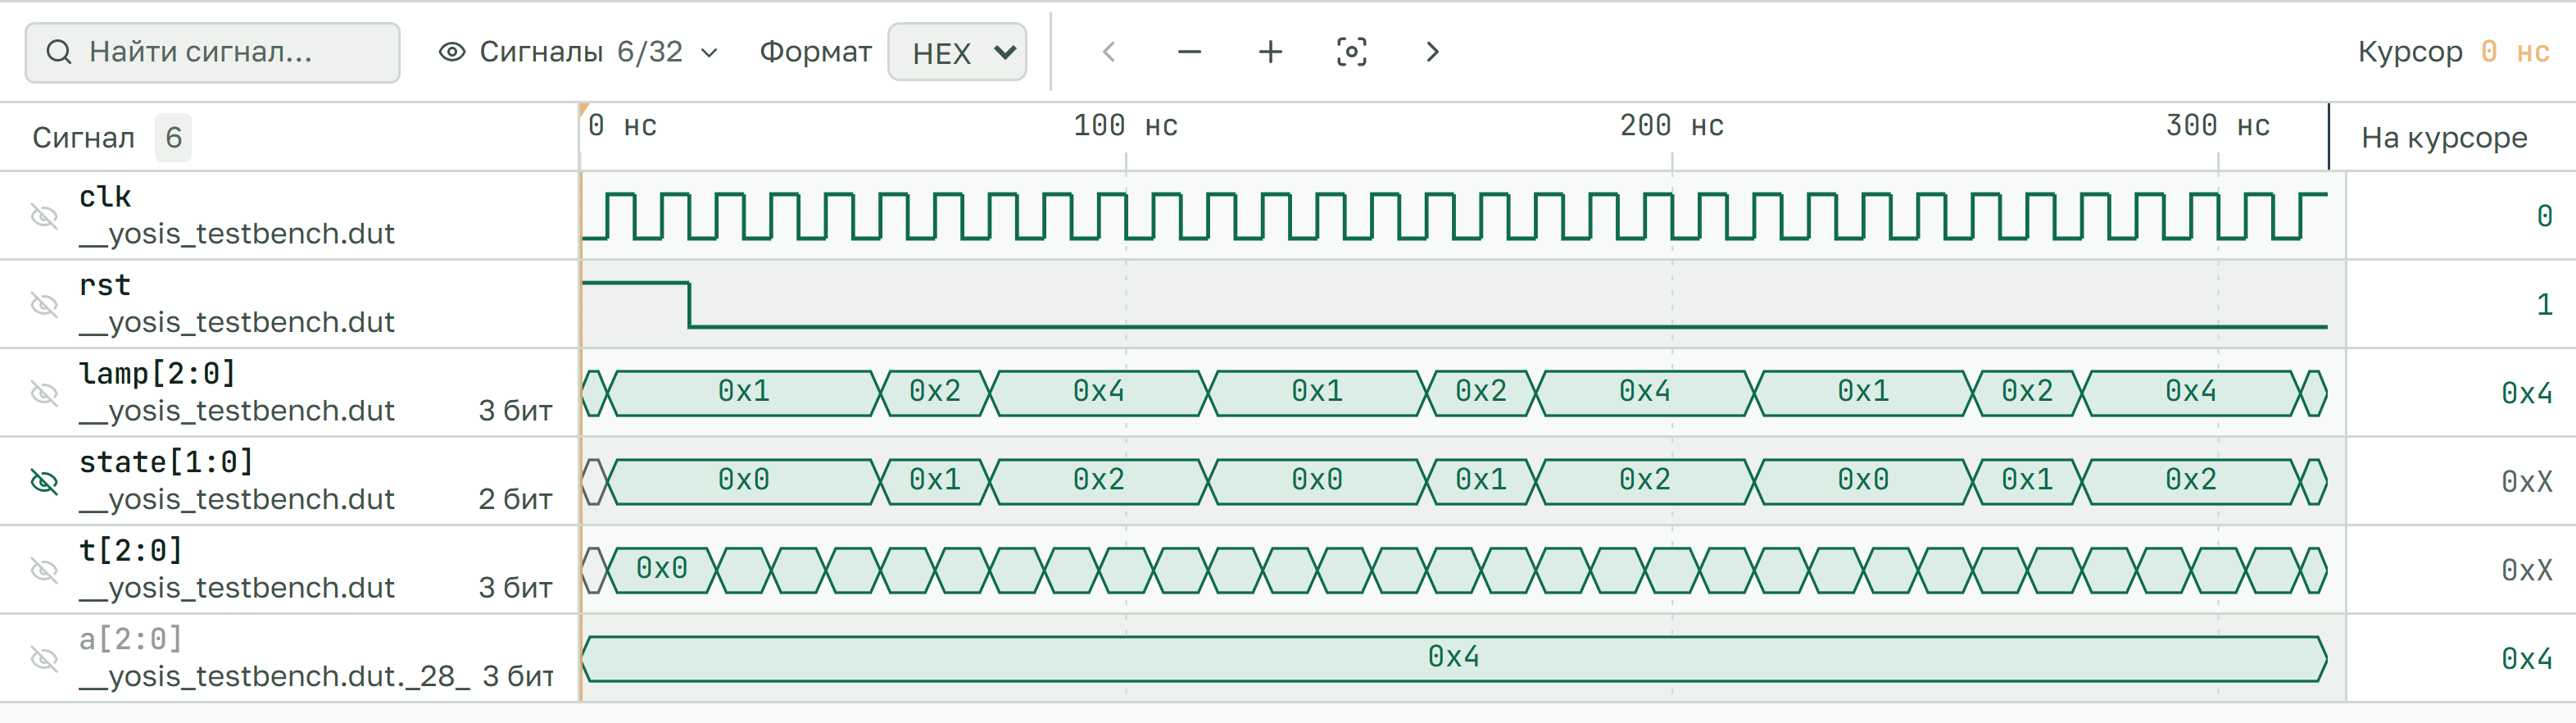 Найти сигнал... Сигналы 6/32 Формат HEX Курсор 0 нс
Сигнал 6 0 нс 100 нс 200 нс 300 нс На курсоре
clk
__yosis_testbench.dut 0
rst
__yosis_testbench.dut 1
lamp[2:0]
__yosis_testbench.dut 3 бит 0x1 0x2 0x4 0x1 0x2 0x4 0x1 0x2 0x4 0x4
state[1:0]
__yosis_testbench.dut 2 бит 0x0 0x1 0x2 0x0 0x1 0x2 0x0 0x1 0x2 0xX
t[2:0]
__yosis_testbench.dut 3 бит 0x0 0xX
a[2:0]
__yosis_testbench.dut._28_ 3 бит 0x4 0x4